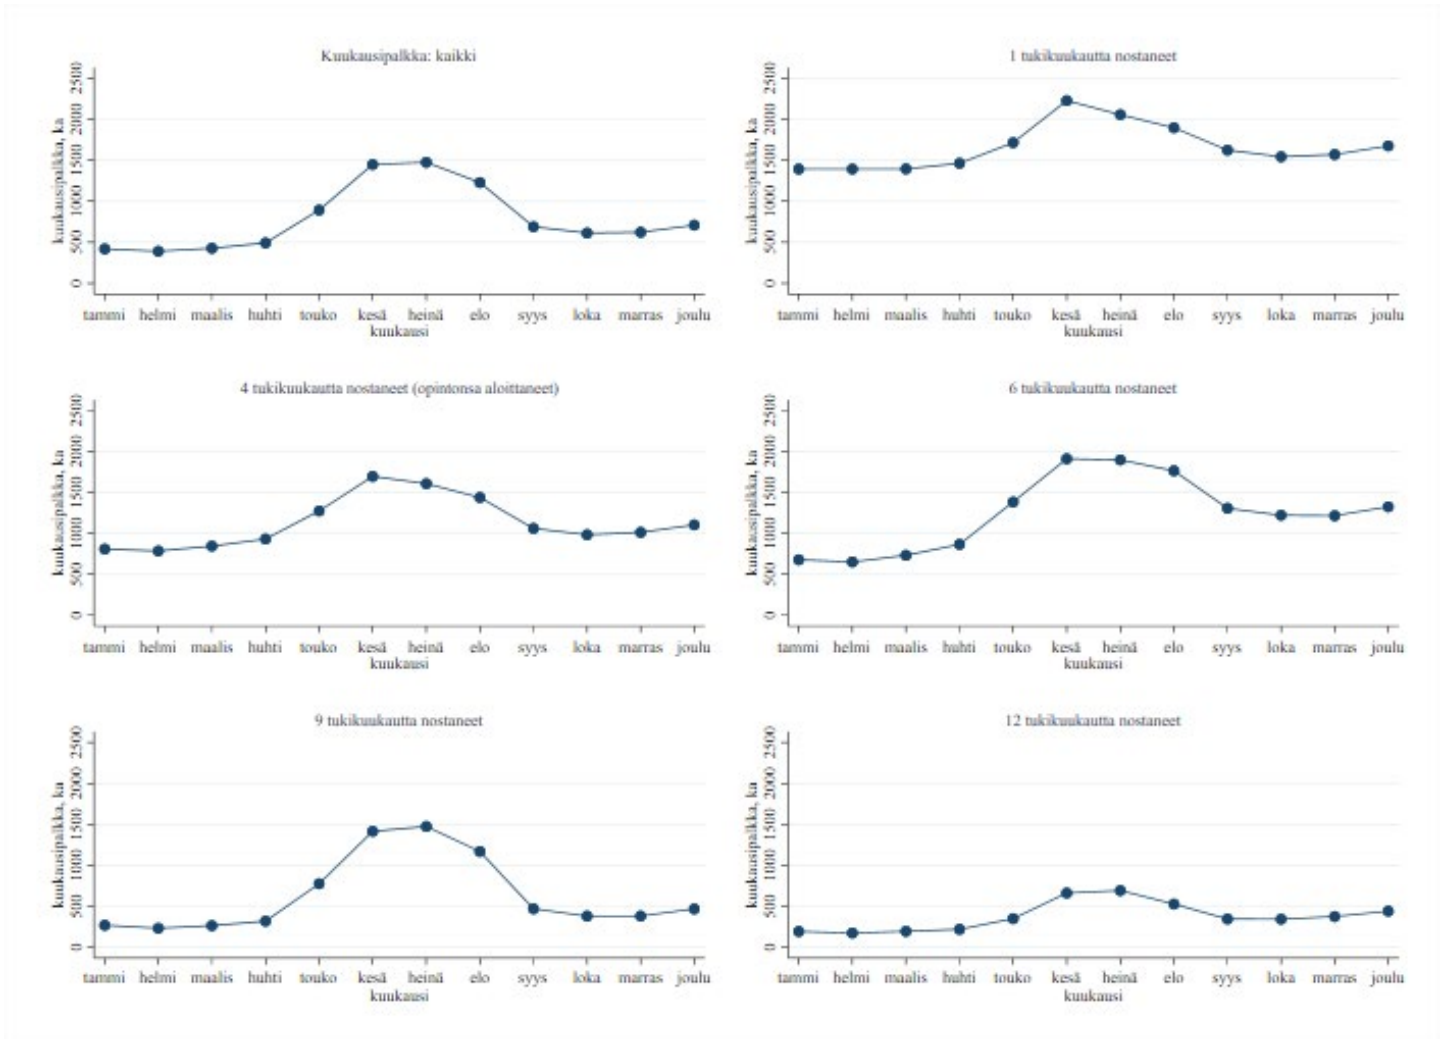 Kuukausipalkka: kaikki
kuukausipalkka, ka
2500
2000
1500
1000
500
0
tammi helmi maalis huhti touko kesä heinä elo syys loka marras joulu
kuukausi
1 tukikuukautta nostaneet
kuukausipalkka, ka
2500
2000
1500
1000
500
0
tammi helmi maalis huhti touko kesä heinä elo syys loka marras joulu
kuukausi
4 tukikuukautta nostaneet (opintonsa aloittaneet)
kuukausipalkka, ka
2500
2000
1500
1000
500
0
tammi helmi maalis huhti touko kesä heinä elo syys loka marras joulu
kuukausi
6 tukikuukautta nostaneet
kuukausipalkka, ka
2500
2000
1500
1000
500
0
tammi helmi maalis huhti touko kesä heinä elo syys loka marras joulu
kuukausi
9 tukikuukautta nostaneet
kuukausipalkka, ka
2500
2000
1500
1000
500
0
tammi helmi maalis huhti touko kesä heinä elo syys loka marras joulu
kuukausi
12 tukikuukautta nostaneet
kuukausipalkka, ka
2500
2000
1500
1000
500
0
tammi helmi maalis huhti touko kesä heinä elo syys loka marras joulu
kuukausi